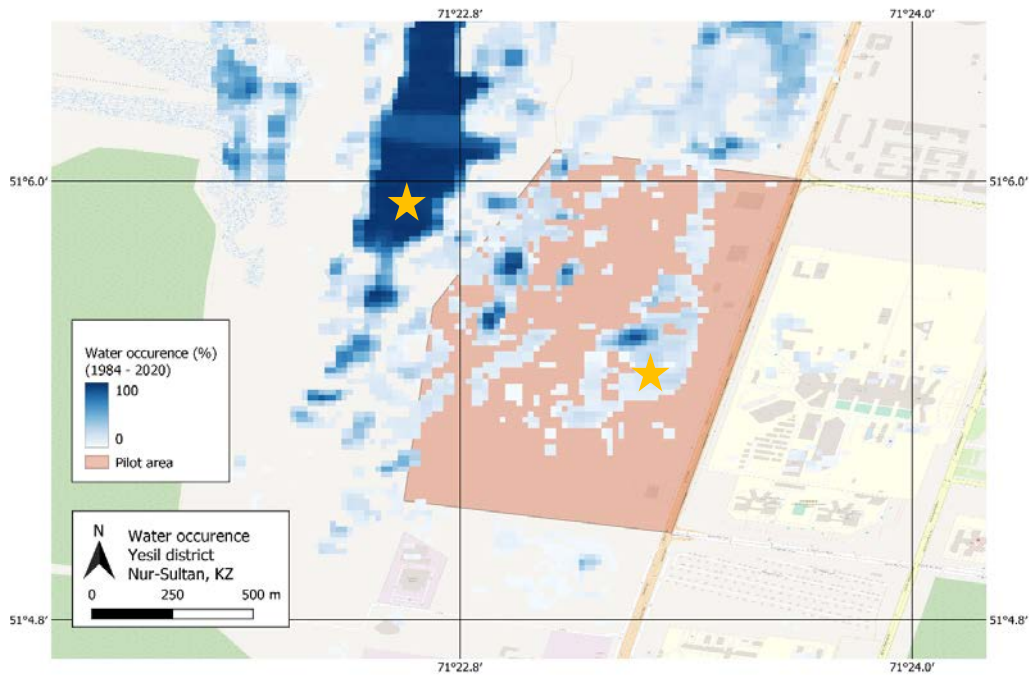 71°22.8' 71°24.0'
51°6.0' 51°6.0'
Water occurence (%)
(1984 - 2020)
100
0
Pilot area
N
Water occurence
Yesil district
Nur-Sultan, KZ
0 250 500 m
51°4.8' 51°4.8'
71°22.8' 71°24.0'